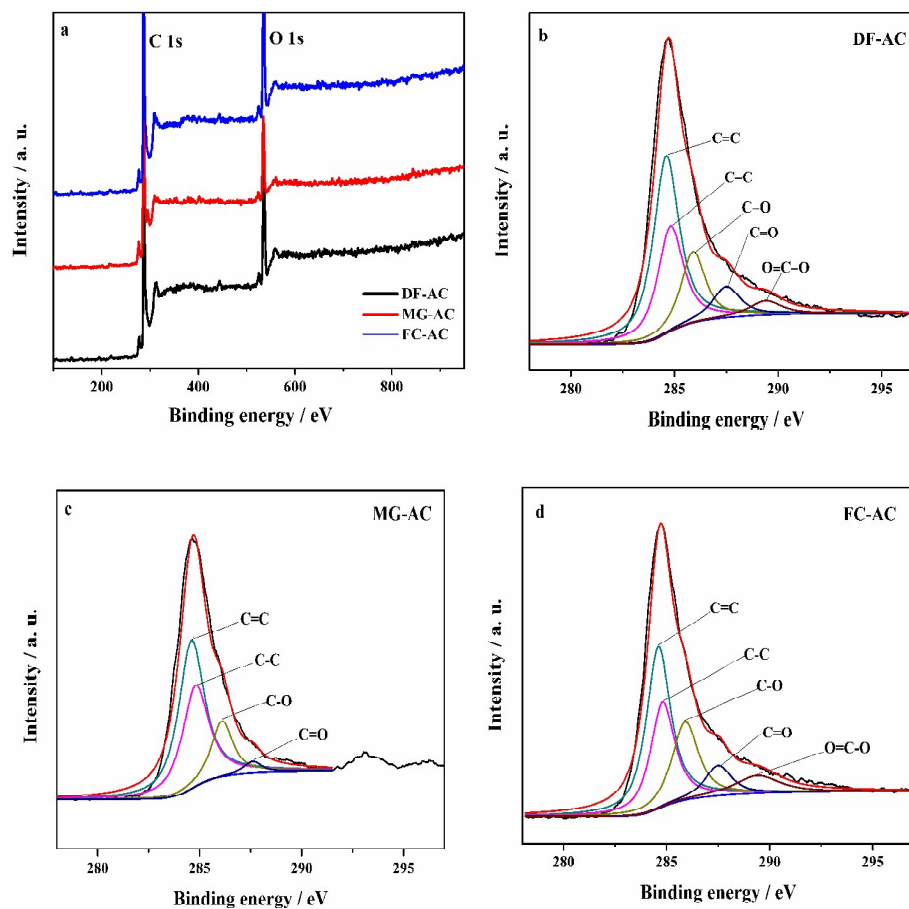 a
C 1s
O 1s
Intensity / a. u.
DF-AC
MG-AC
FC-AC
200
400
600
800
Binding energy / eV
b
DF-AC
C=C
C-C
C-O
C=O
O=C-O
Intensity / a. u.
280
285
290
295
Binding energy / eV
c
MG-AC
C=C
C-C
C-O
C=O
Intensity / a. u.
280
285
290
295
Binding energy / eV
d
FC-AC
C=C
C-C
C-O
C=O
O=C-O
Intensity / a. u.
280
285
290
295
Binding energy / eV